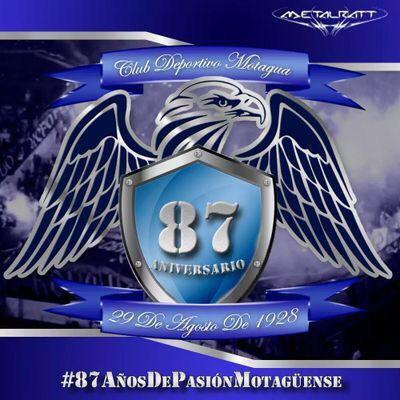 METALRATT
Club Deportivo Motagua
87
ANIVERSARIO
29 De Agosto De 1928
#87AñosDePasiónMotagüense